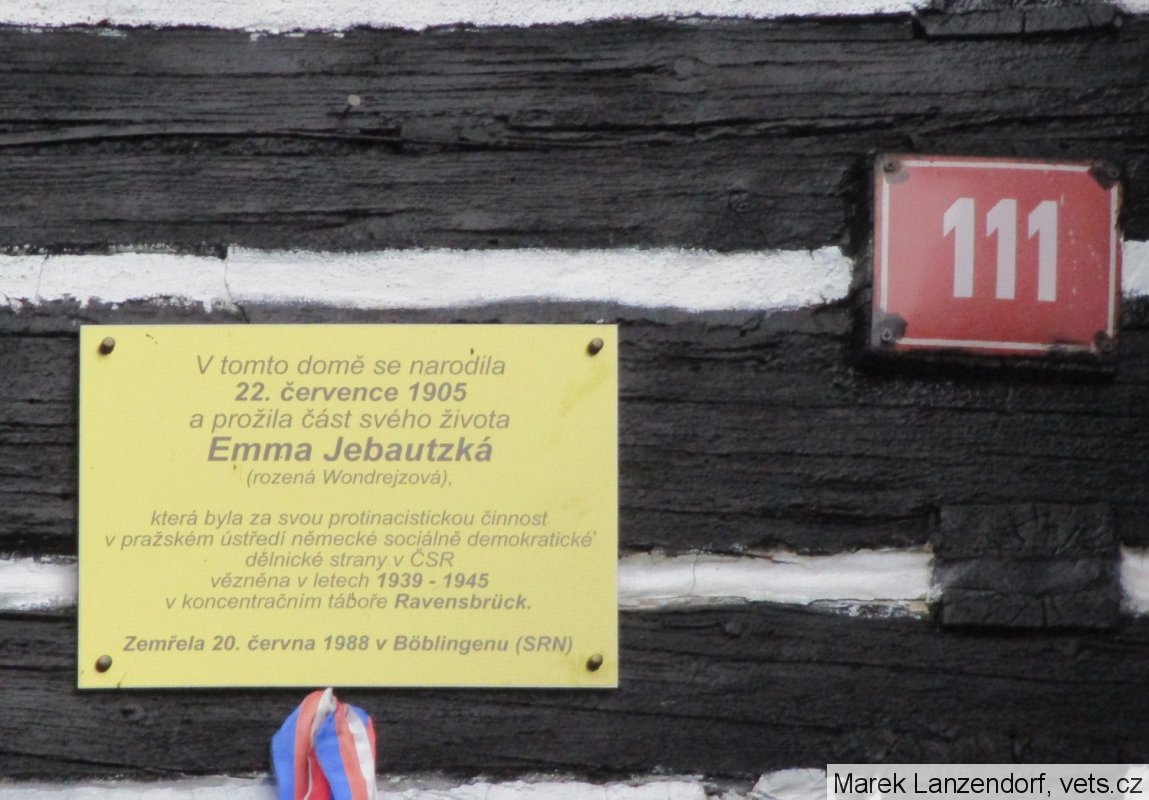 111
V tomto domě se narodila
22. července 1905
a prožila část svého života
Emma Jebautzká
(rozená Wondrejzová),
která byla za svou protinacistickou činnost
v pražském ústředí německé sociálně demokratické
dělnické strany v ČSR
vězněna v letech 1939 - 1945
v koncentračním táboře Ravensbrück.
Zemřela 20. června 1988 v Böblingenu (SRN)
Marek Lanzendorf, vets.cz